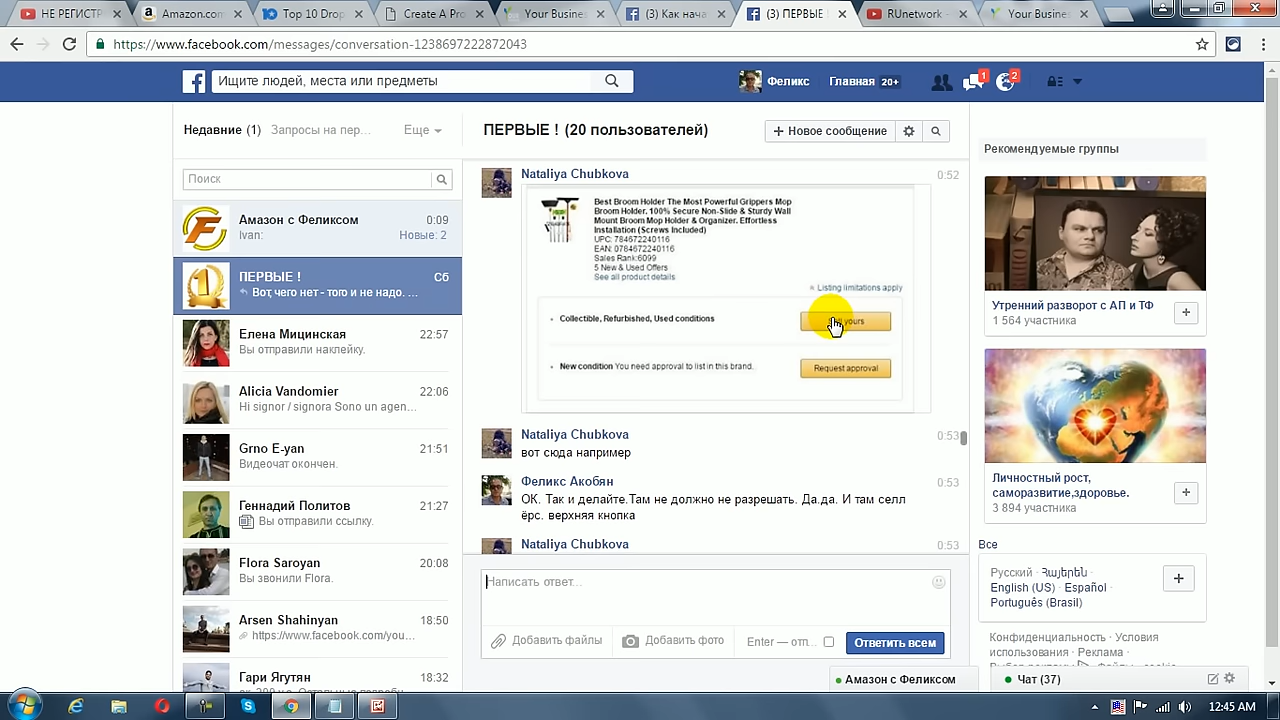 НЕ РЕГИСТР
Amazon.com
Top 10 Drop
Create A Pro
Your Busine
(3) Как нача
(3) ПЕРВЫЕ
RUnetwork -
Your Busine
https://www.facebook.com/messages/conversation-1238697222872043
Ищите людей, места или предметы
Феликс
Главная 20+
1
2
Недавние (1)
Запросы на пер...
Еще
ПЕРВЫЕ ! (20 пользователей)
+ Новое сообщение
Поиск
Амазон с Феликсом
0:09
Ivan:
Новые: 2
ПЕРВЫЕ !
Сб
Вот, чего нет - того и не надо. ...
Елена Мицинская
22:57
Вы отправили наклейку.
Alicia Vandomier
22:06
Hi signor / signora Sono un agen...
Grno E-yan
21:51
Видеочат окончен.
Геннадий Политов
21:27
Вы отправили ссылку.
Flora Saroyan
20:08
Вы звонили Flora.
Arsen Shahinyan
18:50
https://www.facebook.com/you...
Гари Ягутян
18:32
Nataliya Chubkova
0:52
Best Broom Holder The Most Powerful Grippers Mop
Broom Holder. 100% Secure Non-Slide & Sturdy Wall
Mount Broom Mop Holder & Organizer. Effortless
Installation (Screws Included)
UPC: 784672240116
EAN: 0784672240116
Sales Rank:6099
5 New & Used Offers
See all product details
Listing limitations apply
Collectible, Refurbished, Used conditions
yours
New condition You need approval to list in this brand.
Request approval
Nataliya Chubkova
0:53
вот сюда например
Феликс Акобян
0:53
ОК. Так и делайте.Там не должно не разрешать. Да.да. И там селл
ёрс. верхняя кнопка
Nataliya Chubkova
0:53
Написать ответ...
Добавить файлы
Добавить фото
Enter — отп...
Ответить всем
Рекомендуемые группы
Утренний разворот с АП и ТФ
1 564 участника
Личностный рост,
саморазвитие,здоровье.
3 894 участника
Все
Русский · Հայերեն ·
English (US) · Español ·
Português (Brasil)
Конфиденциальность · Условия
использования · Реклама ·
Амазон с Феликсом
Чат (37)
12:45 AM